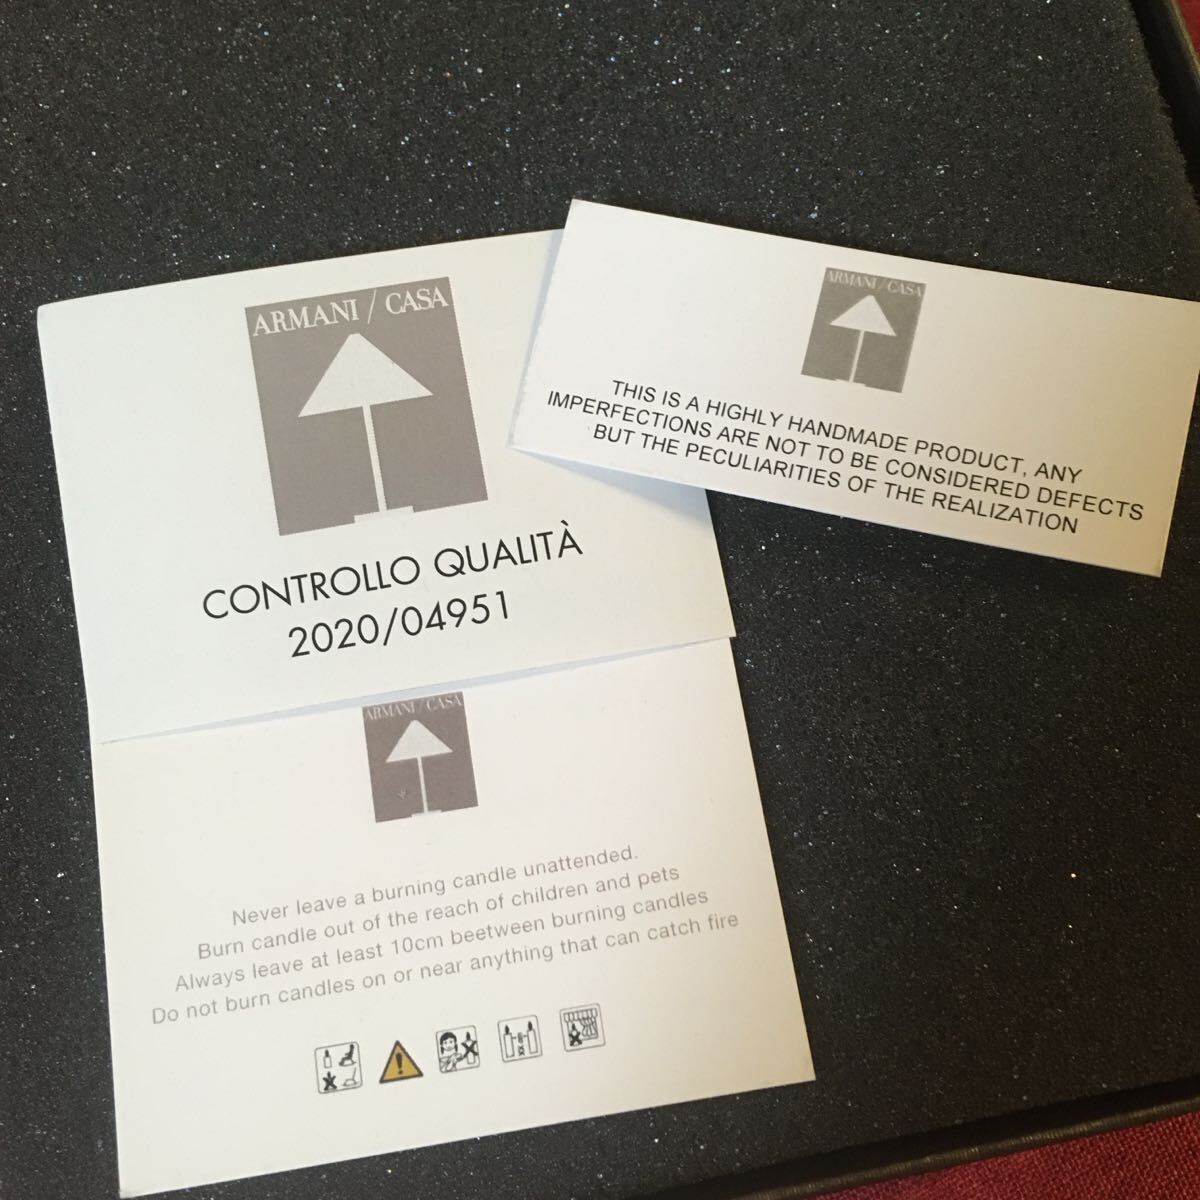 ARMANI / CASA
CONTROLLO QUALITÀ
2020/04951
ARMANI / CASA
THIS IS A HIGHLY HANDMADE PRODUCT, ANY
IMPERFECTIONS ARE NOT TO BE CONSIDERED DEFECTS
BUT THE PECULIARITIES OF THE REALIZATION
ARMANI / CASA
Never leave a burning candle unattended.
Burn candle out of the reach of children and pets
Always leave at least 10cm beetween burning candles
Do not burn candles on or near anything that can catch fire